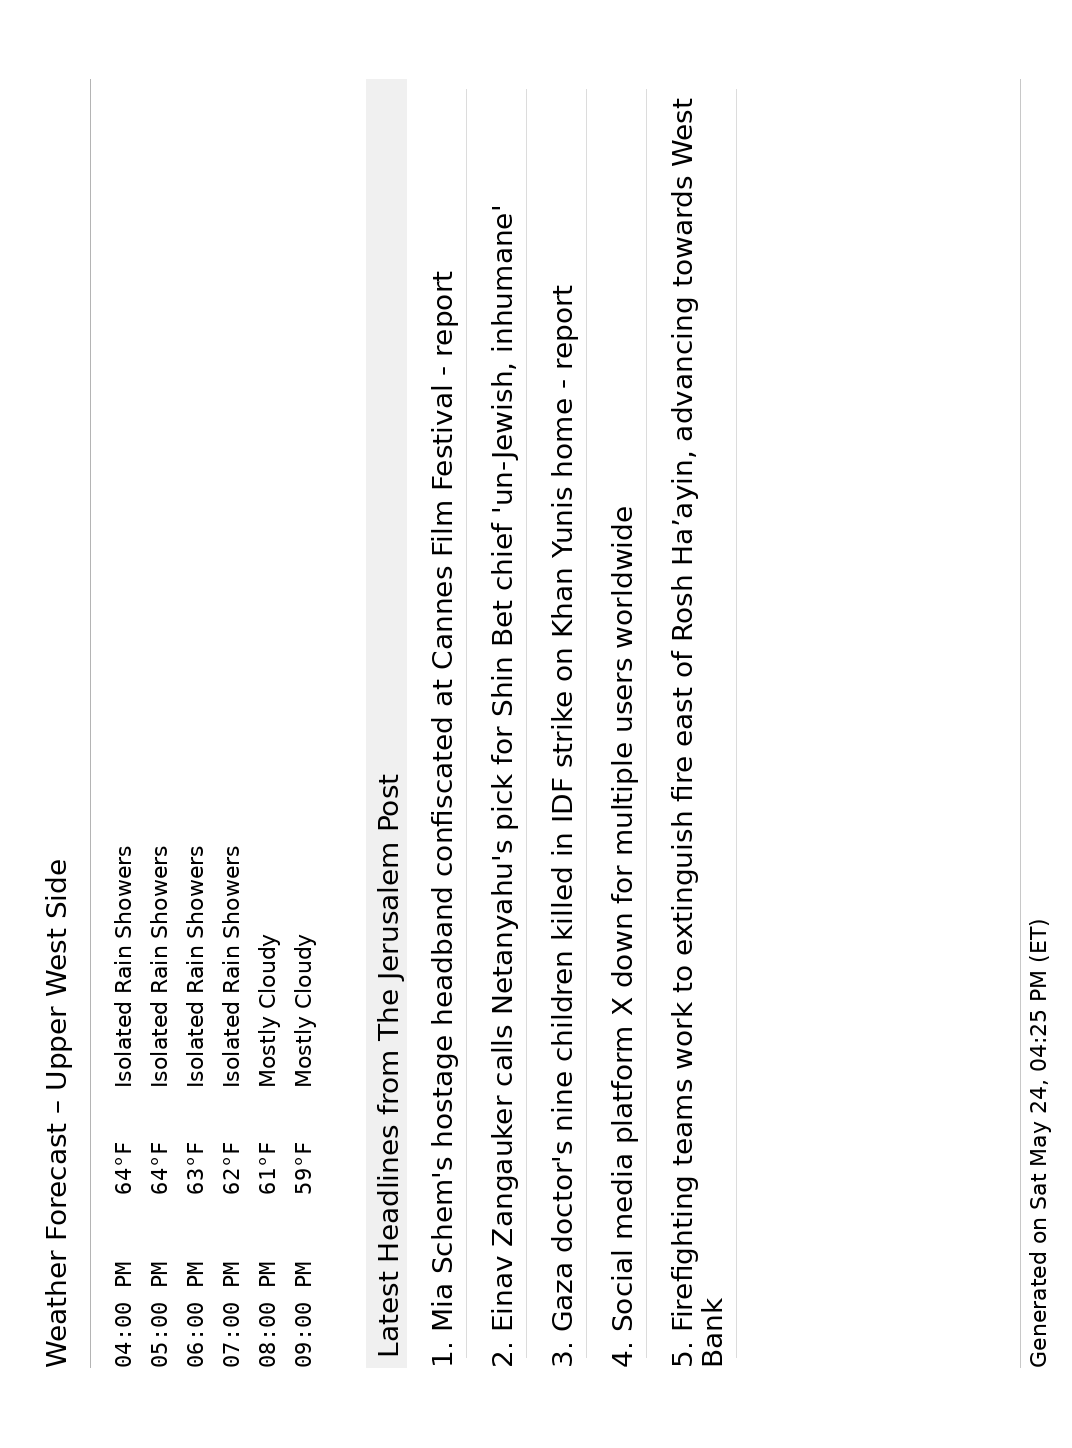 Weather Forecast – Upper West Side
04:00 PM 64°F Isolated Rain Showers
05:00 PM 64°F Isolated Rain Showers
06:00 PM 63°F Isolated Rain Showers
07:00 PM 62°F Isolated Rain Showers
08:00 PM 61°F Mostly Cloudy
09:00 PM 59°F Mostly Cloudy
Latest Headlines from The Jerusalem Post
1. Mia Schem's hostage headband confiscated at Cannes Film Festival - report
2. Einav Zangauker calls Netanyahu's pick for Shin Bet chief 'un-Jewish, inhumane'
3. Gaza doctor's nine children killed in IDF strike on Khan Yunis home - report
4. Social media platform X down for multiple users worldwide
5. Firefighting teams work to extinguish fire east of Rosh Ha’ayin, advancing towards West
Bank
Generated on Sat May 24, 04:25 PM (ET)